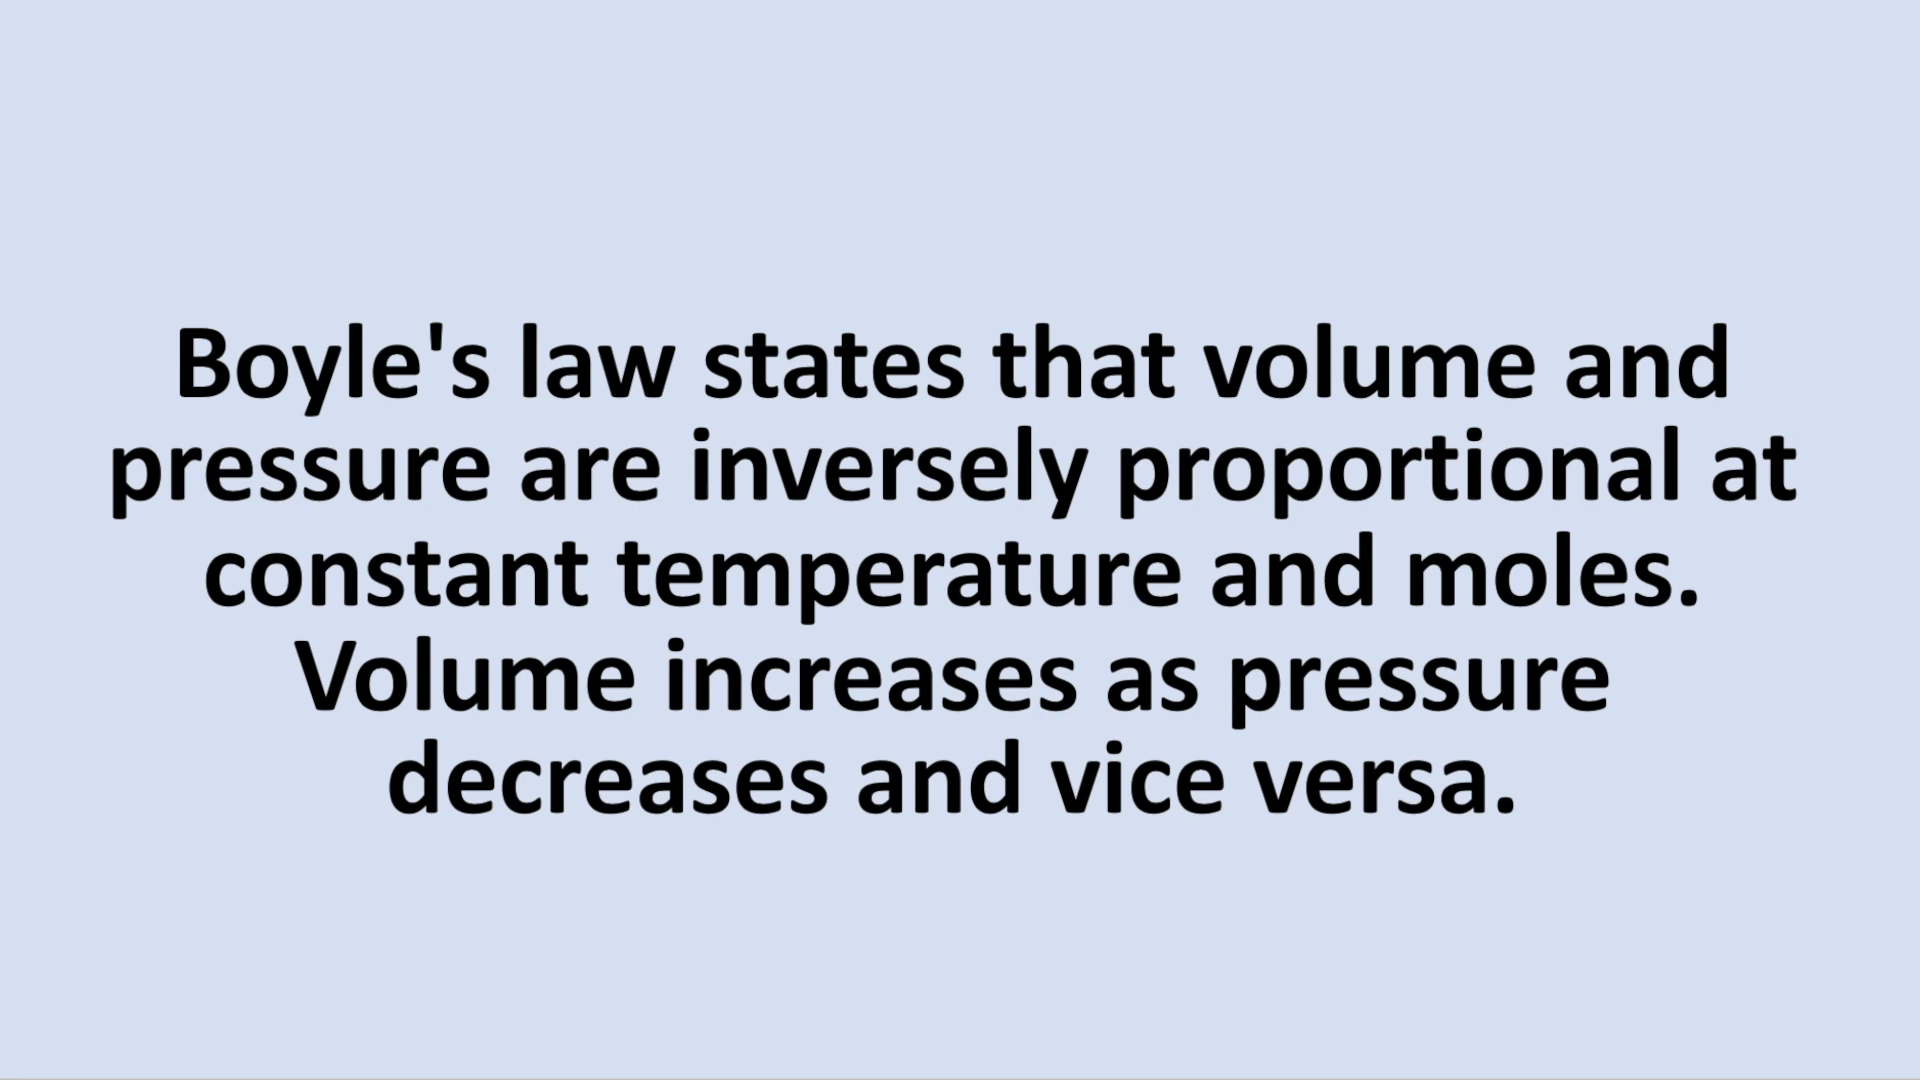 Boyle's law states that volume and
pressure are inversely proportional at
constant temperature and moles.
Volume increases as pressure
decreases and vice versa.